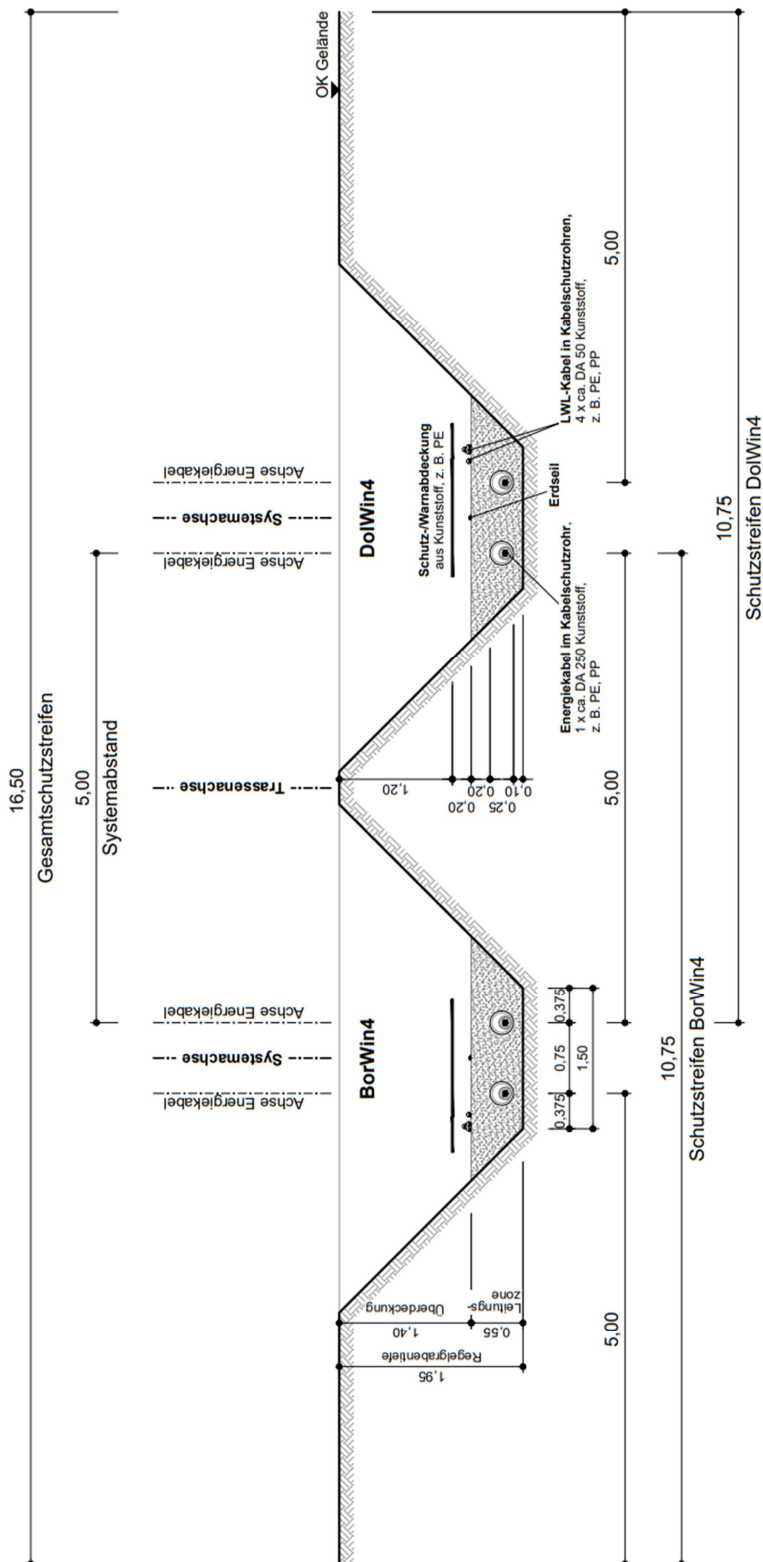 16,50
Gesamtschutzstreifen
5,00
Systemabstand
Achse Energiekabel
Systemachse
Achse Energiekabel
Trassenachse
Achse Energiekabel
Systemachse
Achse Energiekabel
OK Gelände
BorWin4
DolWin4
Schutz-/Warnabdeckung
aus Kunststoff, z. B. PE
1,95
Regelgrabentiefe
1,40
Überdeckung
0,55
Leitungs-
zone
1,20
0,20
0,20
0,25
0,10
Energiekabel im Kabelschutzrohr,
1 x ca. DA 250 Kunststoff,
z. B. PE, PP
Erdseil
LWL-Kabel in Kabelschutzrohren,
4 x ca. DA 50 Kunststoff,
z. B. PE, PP
0,375
0,75
0,375
1,50
5,00
5,00
5,00
10,75
Schutzstreifen BorWin4
10,75
Schutzstreifen DolWin4